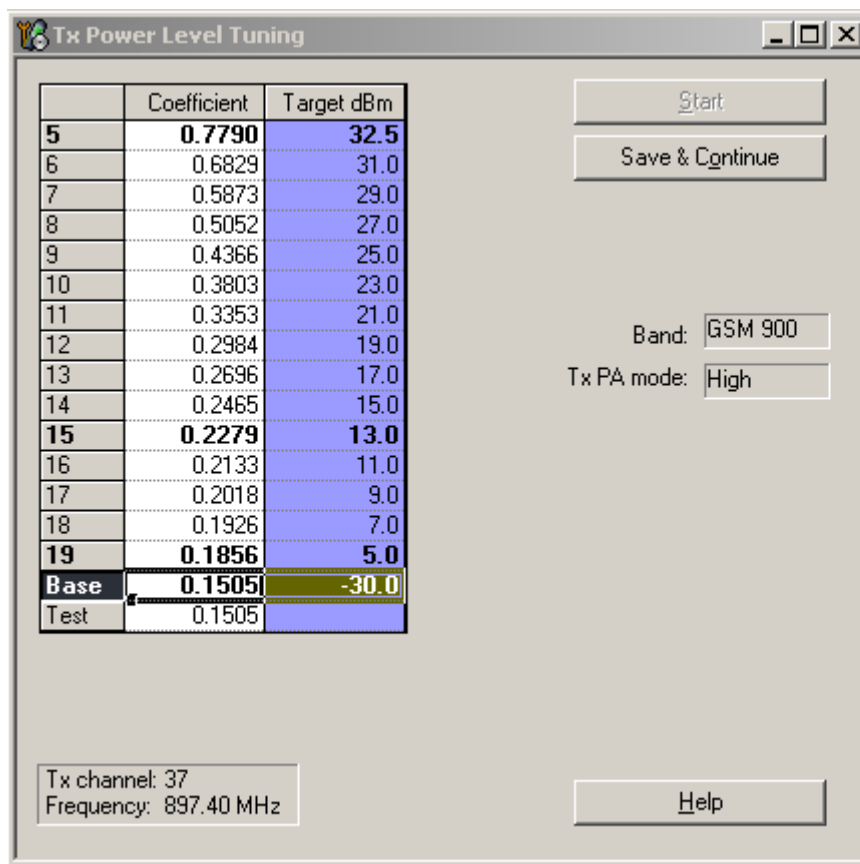 Tx Power Level Tuning
Coefficient Target dBm
5 0.7790 32.5
6 0.6829 31.0
7 0.5873 29.0
8 0.5052 27.0
9 0.4366 25.0
10 0.3803 23.0
11 0.3353 21.0
12 0.2984 19.0
13 0.2696 17.0
14 0.2465 15.0
15 0.2279 13.0
16 0.2133 11.0
17 0.2018 9.0
18 0.1926 7.0
19 0.1856 5.0
Base 0.1505 -30.0
Test 0.1505
Start
Save & Continue
Band: GSM 900
Tx PA mode: High
Tx channel: 37
Frequency: 897.40 MHz
Help